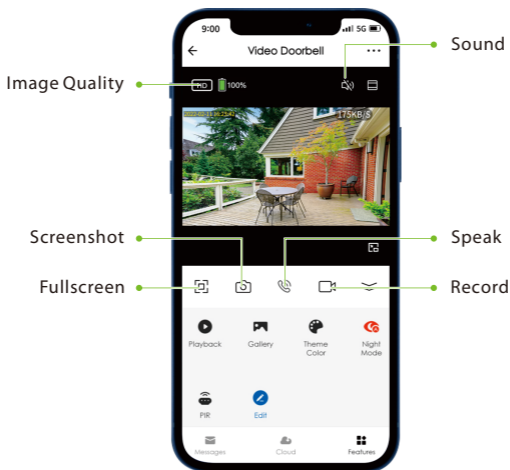 9:00
5G
Video Doorbell
Sound
Image Quality
HD
100%
175KB/S
Screenshot
Speak
Fullscreen
Record
Playback
Gallery
Theme
Color
Night
Mode
PIR
Edit
Messages
Cloud
Features